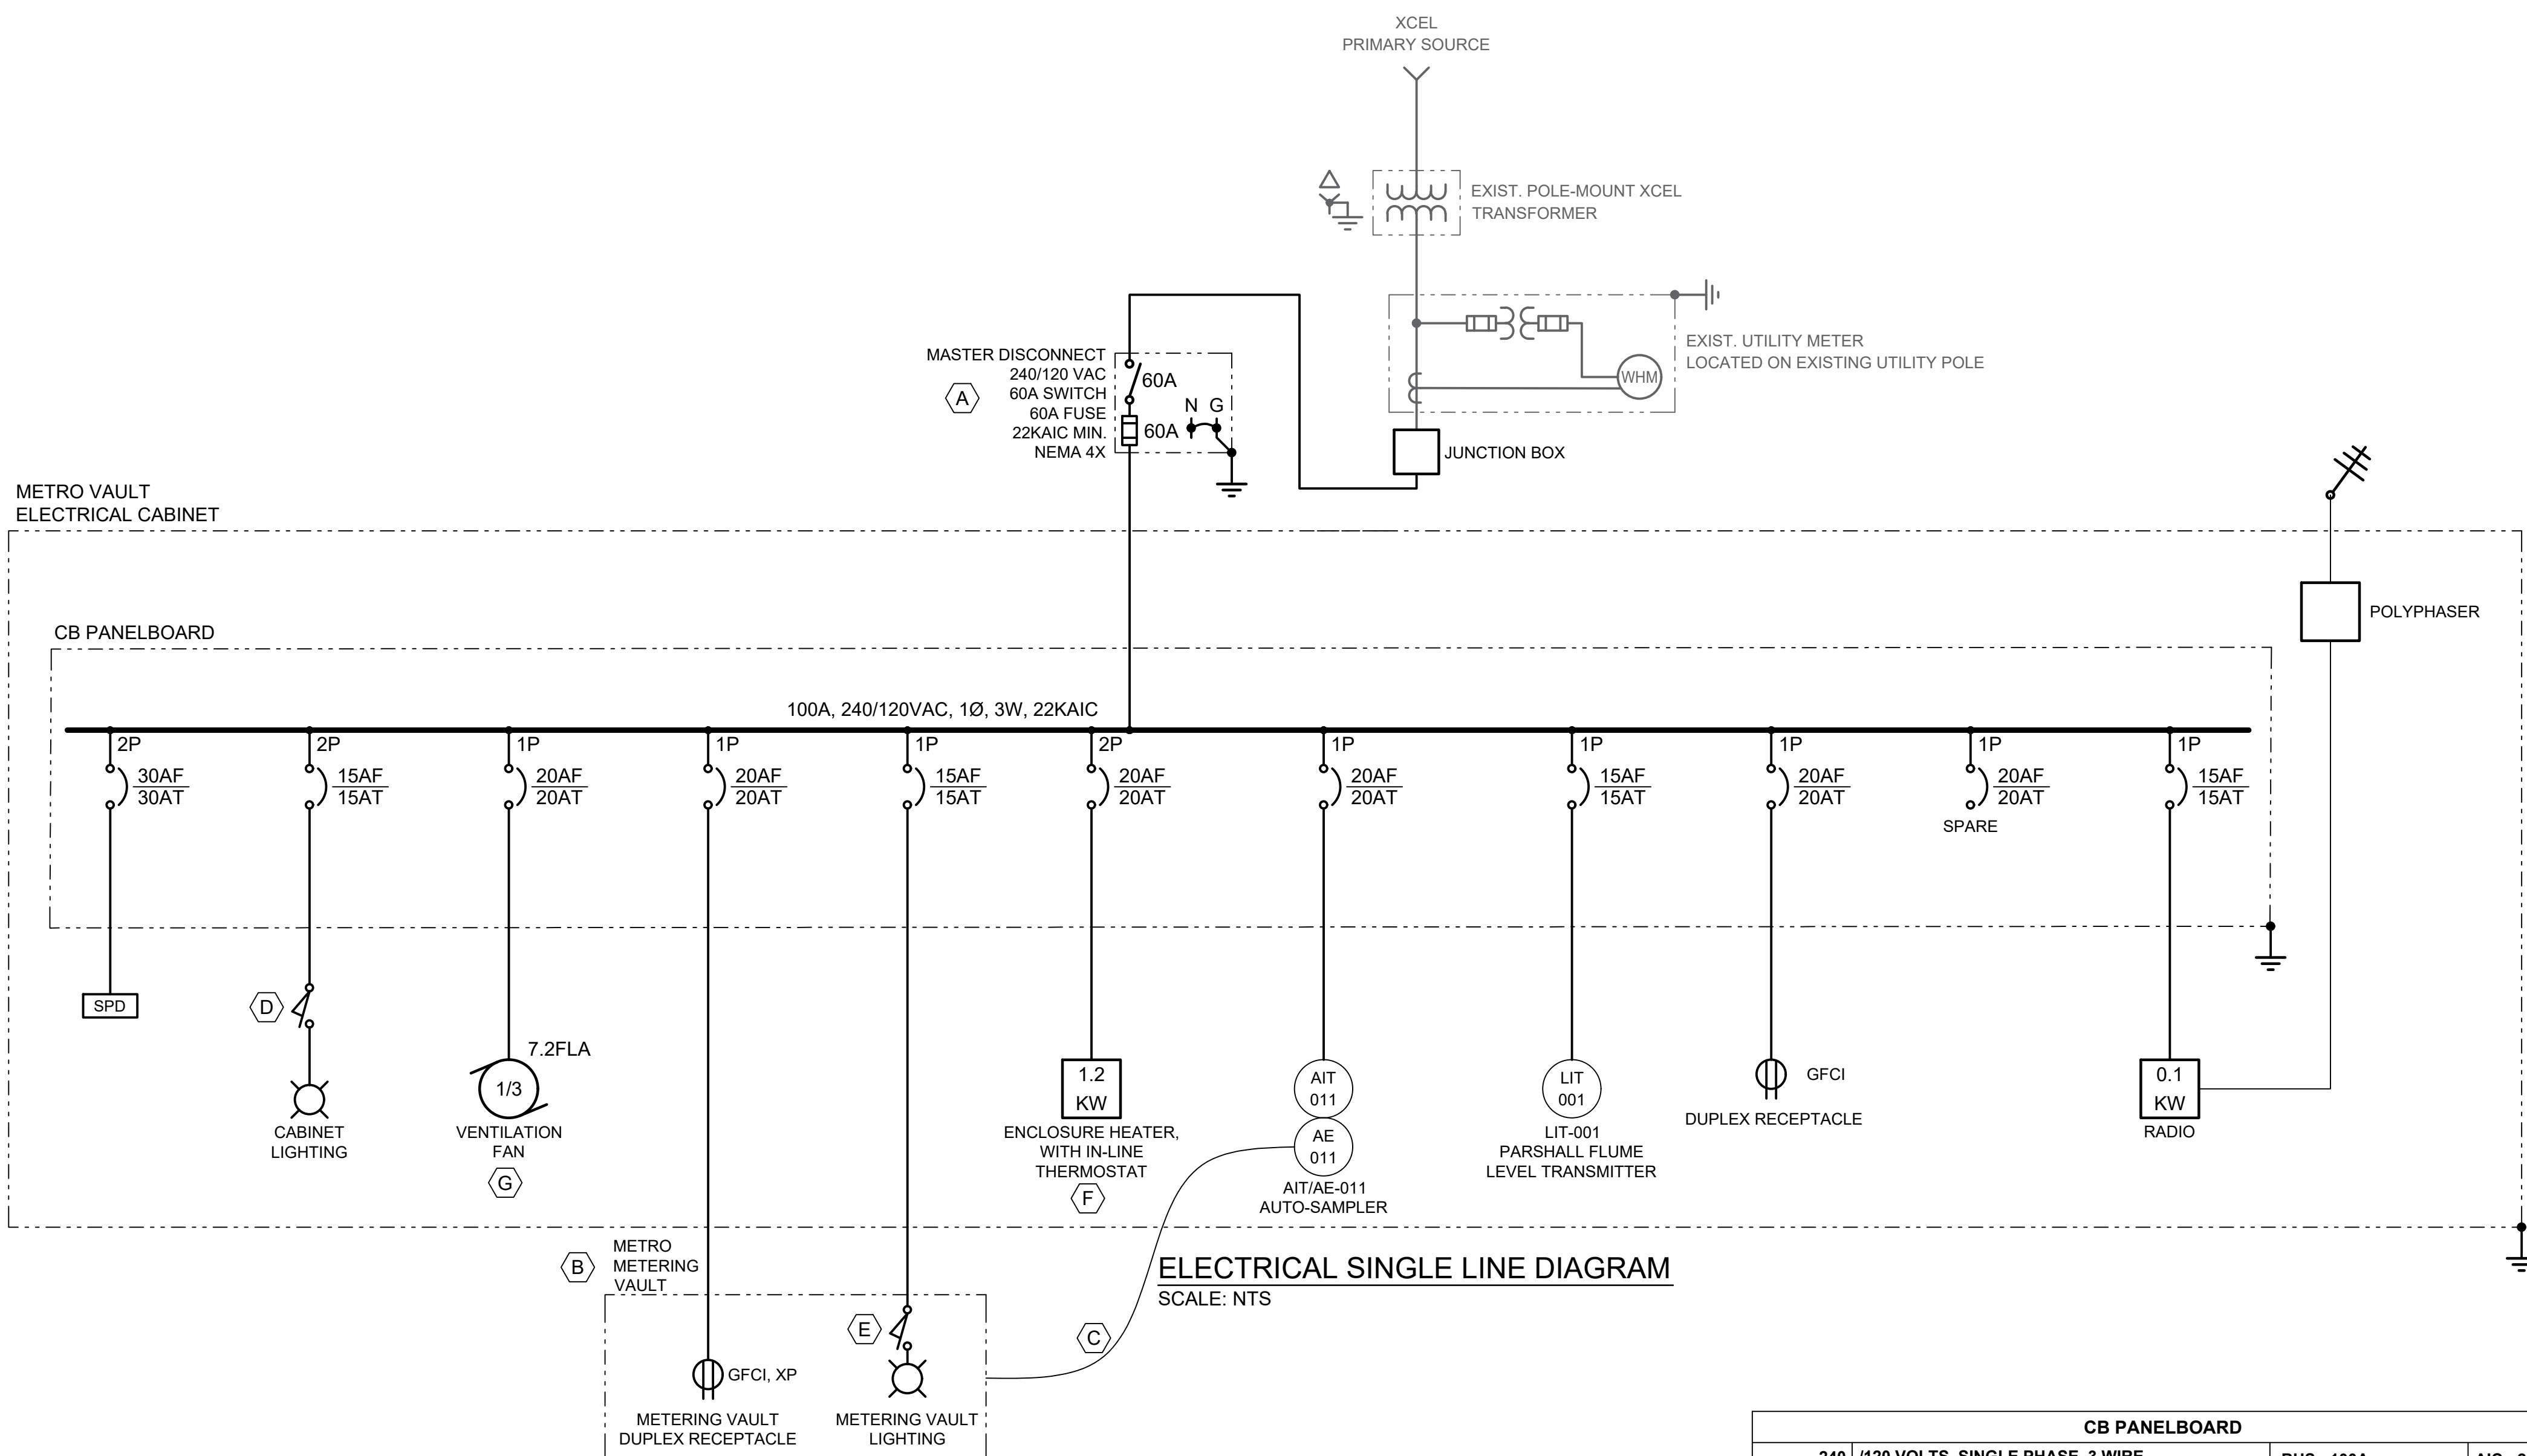 XCEL
PRIMARY SOURCE
EXIST. POLE-MOUNT XCEL
TRANSFORMER
EXIST. UTILITY METER
LOCATED ON EXISTING UTILITY POLE
WHM
MASTER DISCONNECT
240/120 VAC
60A SWITCH
60A FUSE
22KAIC MIN.
NEMA 4X
A
60A
N G
60A
JUNCTION BOX
METRO VAULT
ELECTRICAL CABINET
POLYPHASER
CB PANELBOARD
100A, 240/120VAC, 1Ø, 3W, 22KAIC
2P 2P 1P 1P 1P 2P 1P 1P 1P 1P 1P
30AF 15AF 20AF 20AF 15AF 20AF 20AF 15AF 20AF 20AF 15AF
30AT 15AT 20AT 20AT 15AT 20AT 20AT 15AT 20AT 20AT 15AT
SPARE
SPD
D
CABINET
LIGHTING
7.2FLA
1/3
VENTILATION
FAN
G
1.2
KW
ENCLOSURE HEATER,
WITH IN-LINE
THERMOSTAT
F
AIT
011
AE
011
AIT/AE-011
AUTO-SAMPLER
LIT
001
LIT-001
PARSHALL FLUME
LEVEL TRANSMITTER
GFCI
DUPLEX RECEPTACLE
0.1
KW
RADIO
B
METRO
METERING
VAULT
ELECTRICAL SINGLE LINE DIAGRAM
SCALE: NTS
E
C
GFCI, XP
METERING VAULT
DUPLEX RECEPTACLE
METERING VAULT
LIGHTING
CB PANELBOARD
240 /120 VOLTS, SINGLE PHASE, 3 WIRE